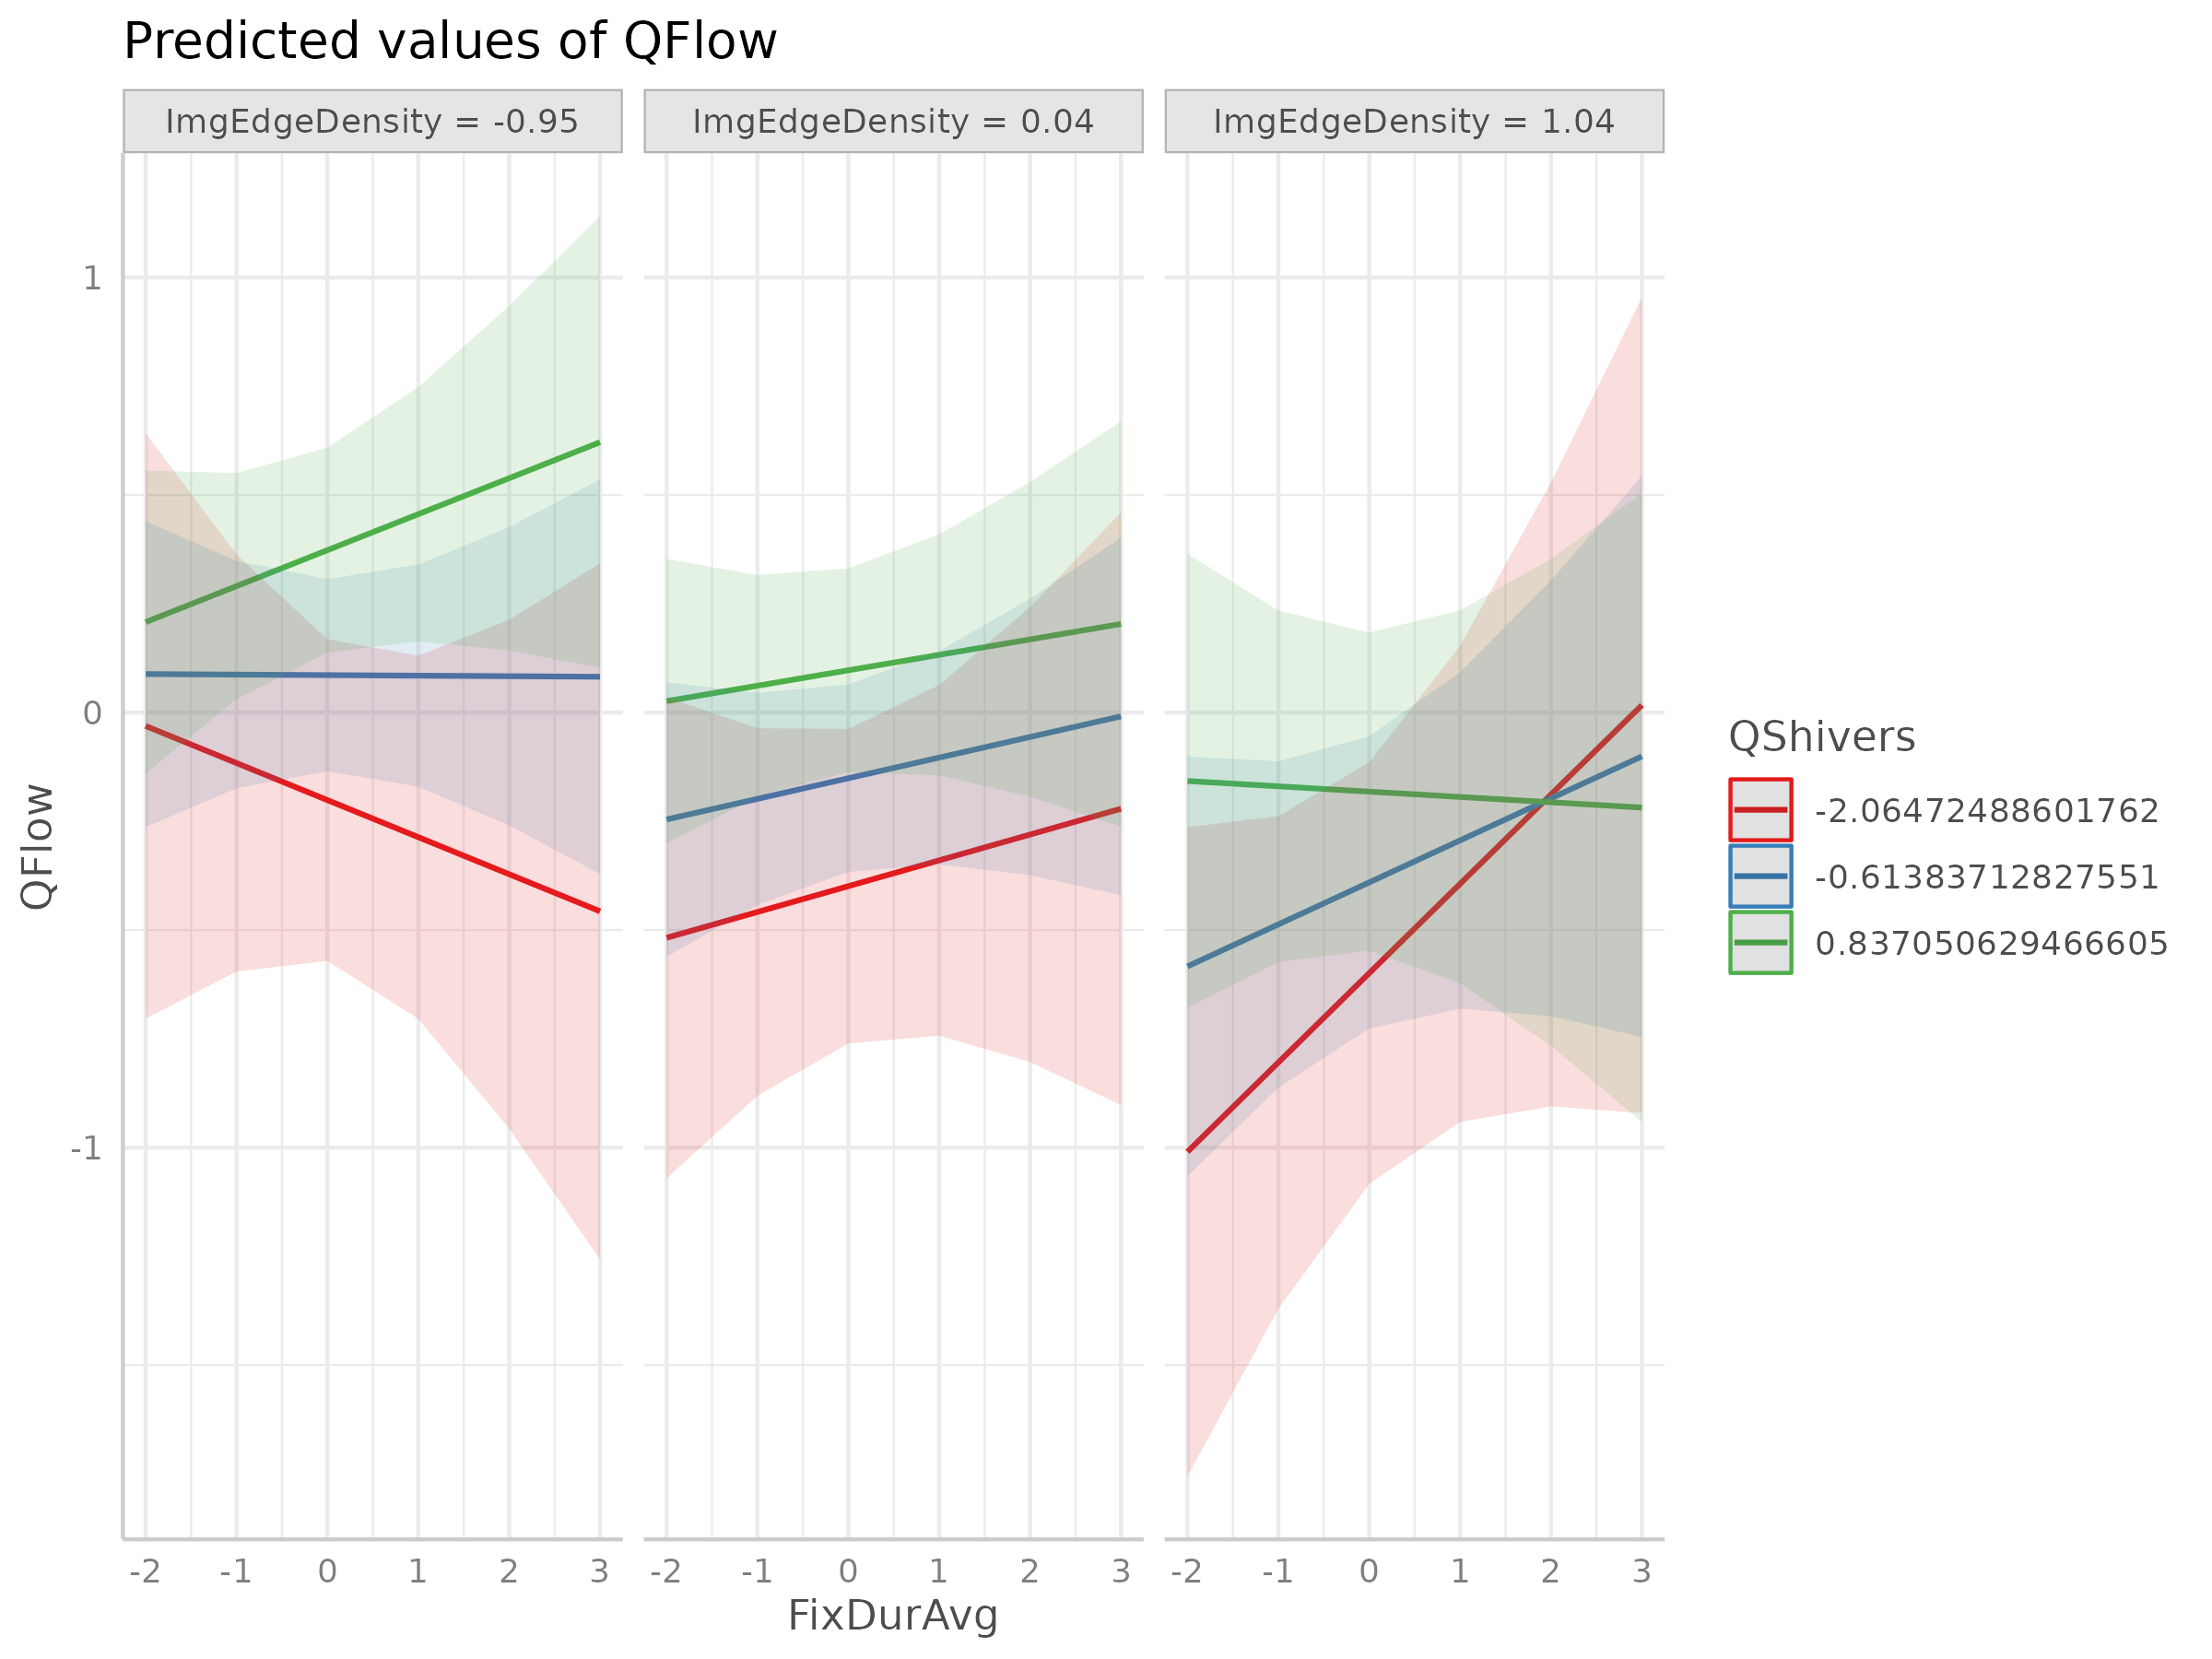 Predicted values of QFlow
ImgEdgeDensity = -0.95
ImgEdgeDensity = 0.04
ImgEdgeDensity = 1.04
1
0
-1
QFlow
-2 -1 0 1 2 3
-2 -1 0 1 2 3
-2 -1 0 1 2 3
FixDurAvg
QShivers
-2.06472488601762
-0.61383712827551
0.837050629466605